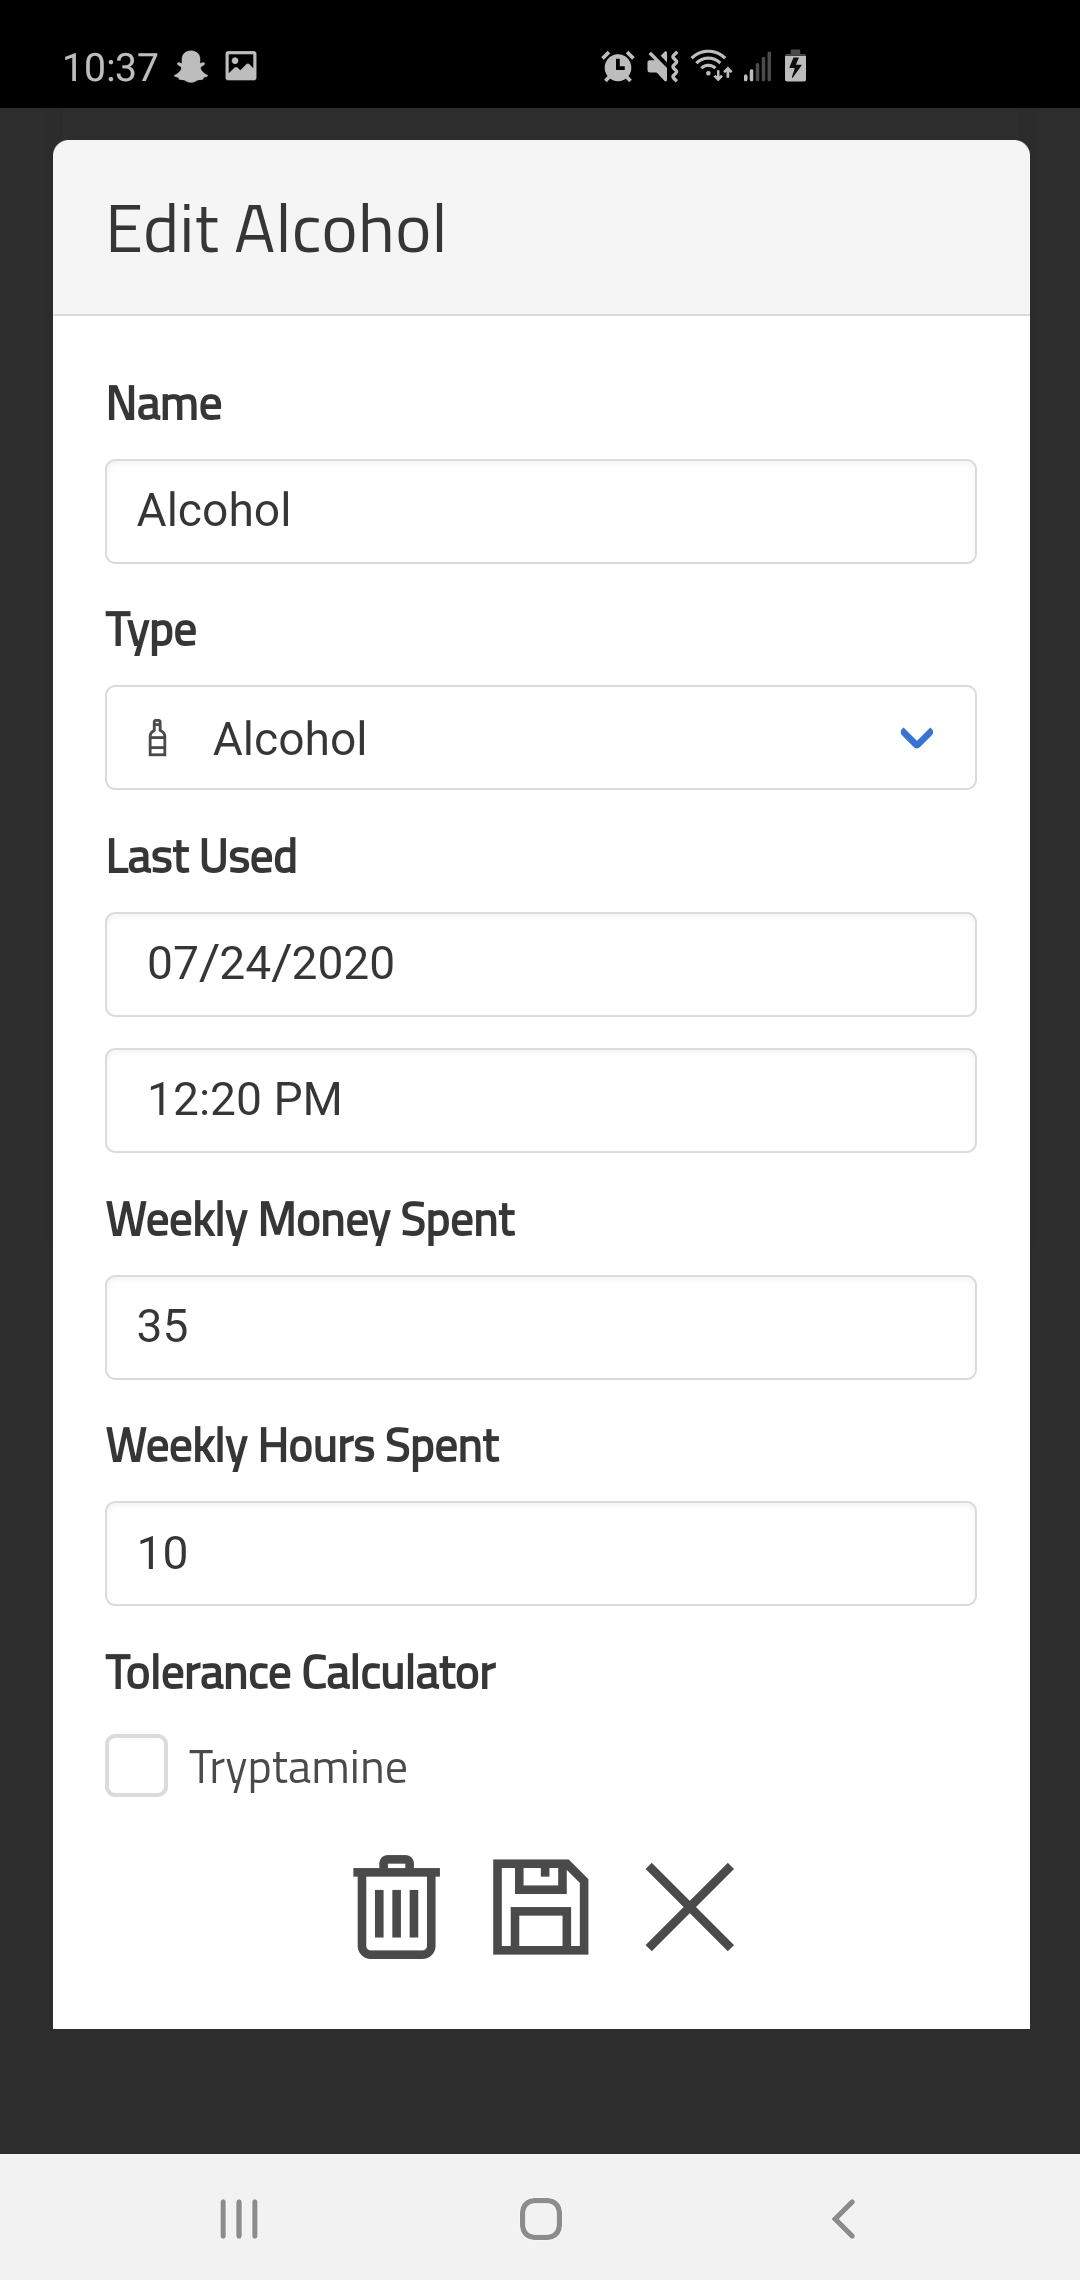 10:37
Edit Alcohol
Name
Alcohol
Type
Alcohol
Last Used
07/24/2020
12:20 PM
Weekly Money Spent
35
Weekly Hours Spent
10
Tolerance Calculator
Tryptamine